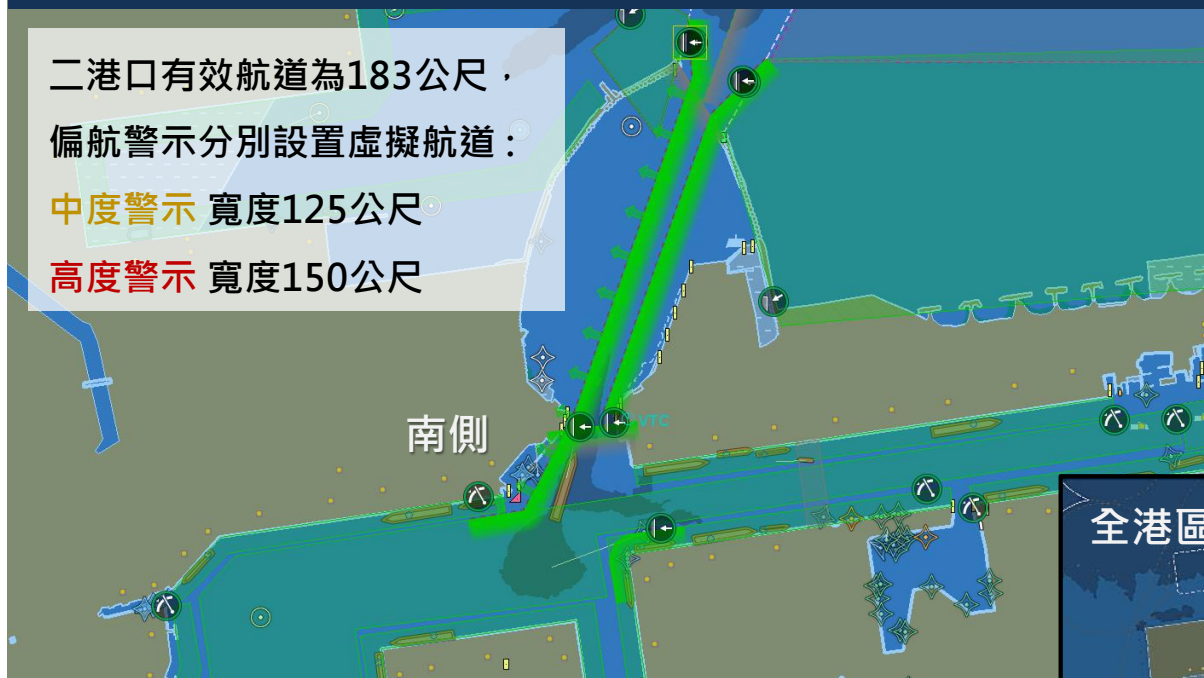 二港口有效航道為183公尺，
偏航警示分別設置虛擬航道：
中度警示 寬度125公尺
高度警示 寬度150公尺
VTC
南側
全港區